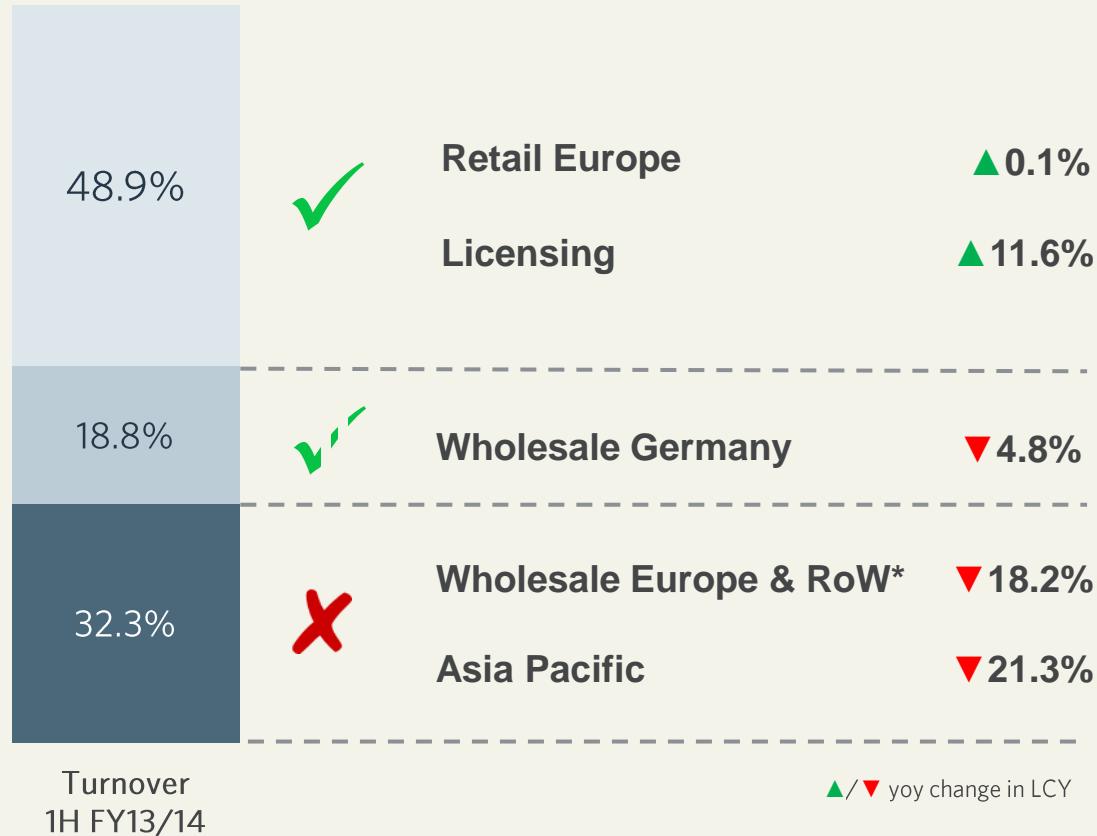 48.9%
Retail Europe ▲0.1%
Licensing ▲11.6%
18.8%
Wholesale Germany ▼4.8%
32.3%
Wholesale Europe & RoW* ▼18.2%
Asia Pacific ▼21.3%
Turnover
1H FY13/14
▲/▼ yoy change in LCY